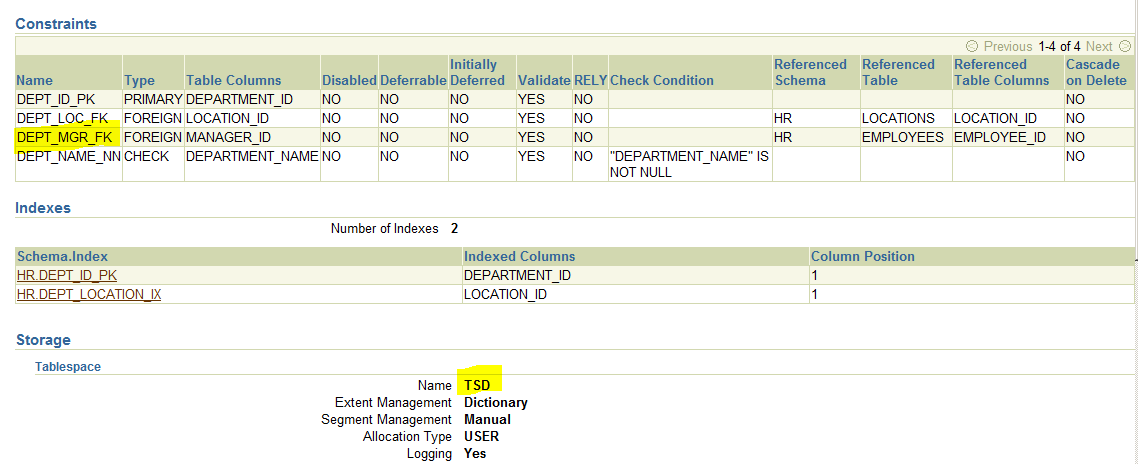 Constraints
Previous 1-4 of 4 Next
Name Type Table Columns Disabled Deferrable Initially Deferred Validate RELY Check Condition Referenced Schema Referenced Table Referenced Table Columns Cascade on Delete
DEPT_ID_PK PRIMARY DEPARTMENT_ID NO NO NO YES NO NO
DEPT_LOC_FK FOREIGN LOCATION_ID NO NO NO YES NO HR LOCATIONS LOCATION_ID NO
DEPT_MGR_FK FOREIGN MANAGER_ID NO NO NO YES NO HR EMPLOYEES EMPLOYEE_ID NO
DEPT_NAME_NN CHECK DEPARTMENT_NAME NO NO NO YES NO "DEPARTMENT_NAME" IS NOT NULL NO
Indexes
Number of Indexes 2
Schema.Index Indexed Columns Column Position
HR.DEPT_ID_PK DEPARTMENT_ID 1
HR.DEPT_LOCATION_IX LOCATION_ID 1
Storage
Tablespace
Name TSD
Extent Management Dictionary
Segment Management Manual
Allocation Type USER
Logging Yes